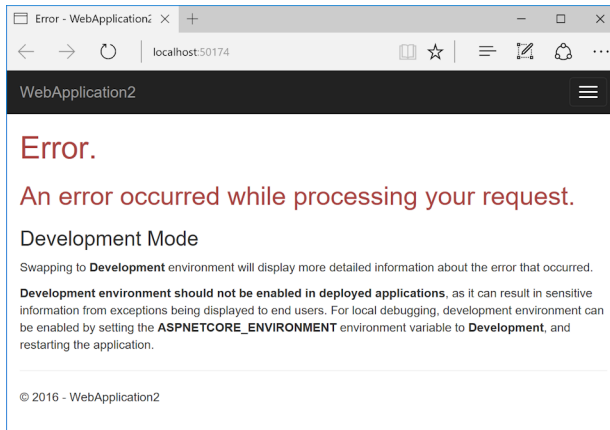 Error - WebApplication2
localhost:50174
WebApplication2
Error.
An error occurred while processing your request.
Development Mode
Swapping to Development environment will display more detailed information about the error that occurred.
Development environment should not be enabled in deployed applications, as it can result in sensitive
information from exceptions being displayed to end users. For local debugging, development environment can
be enabled by setting the ASPNETCORE_ENVIRONMENT environment variable to Development, and
restarting the application.
© 2016 - WebApplication2